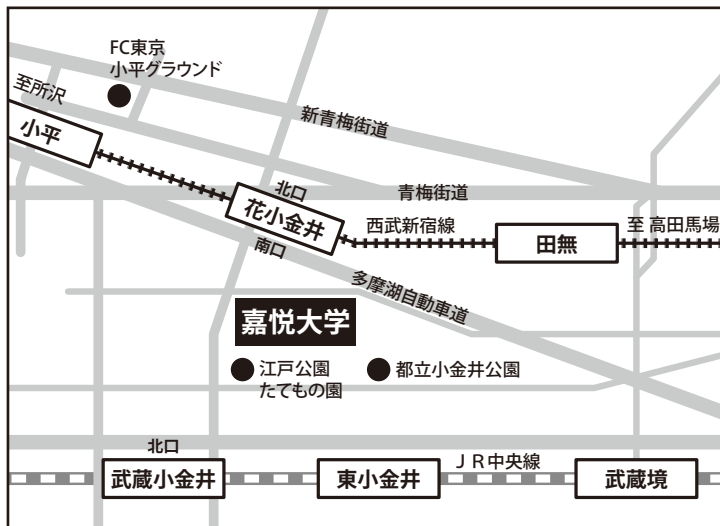 FC東京
小平グラウンド
至所沢
新青梅街道
小平
北口
青梅街道
花小金井
西武新宿線
至 高田馬場
田無
南口
多摩湖自動車道
嘉悦大学
江戸公園
たてもの園
都立小金井公園
北口
JR中央線
武蔵小金井
東小金井
武蔵境